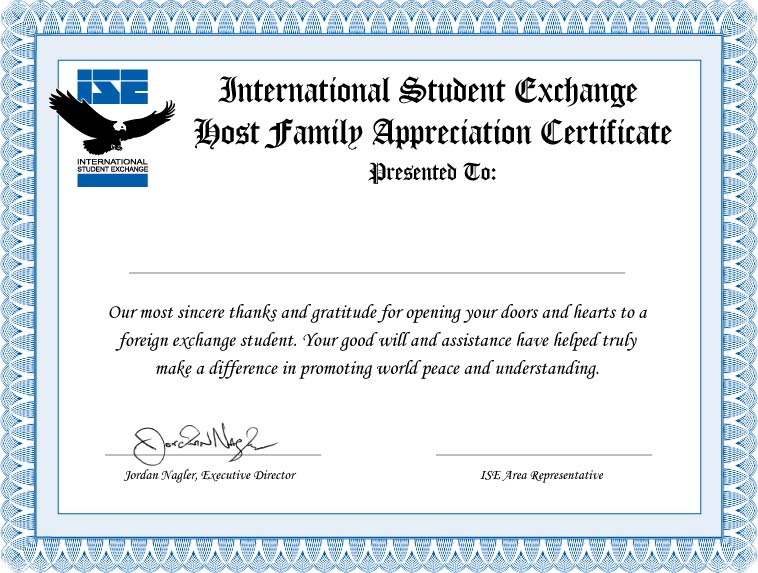 ISE
INTERNATIONAL
STUDENT EXCHANGE
International Student Exchange
Host Family Appreciation Certificate
Presented To:
Our most sincere thanks and gratitude for opening your doors and hearts to a
foreign exchange student. Your good will and assistance have helped truly
make a difference in promoting world peace and understanding.
Jordan Nagler
Jordan Nagler, Executive Director
ISE Area Representative